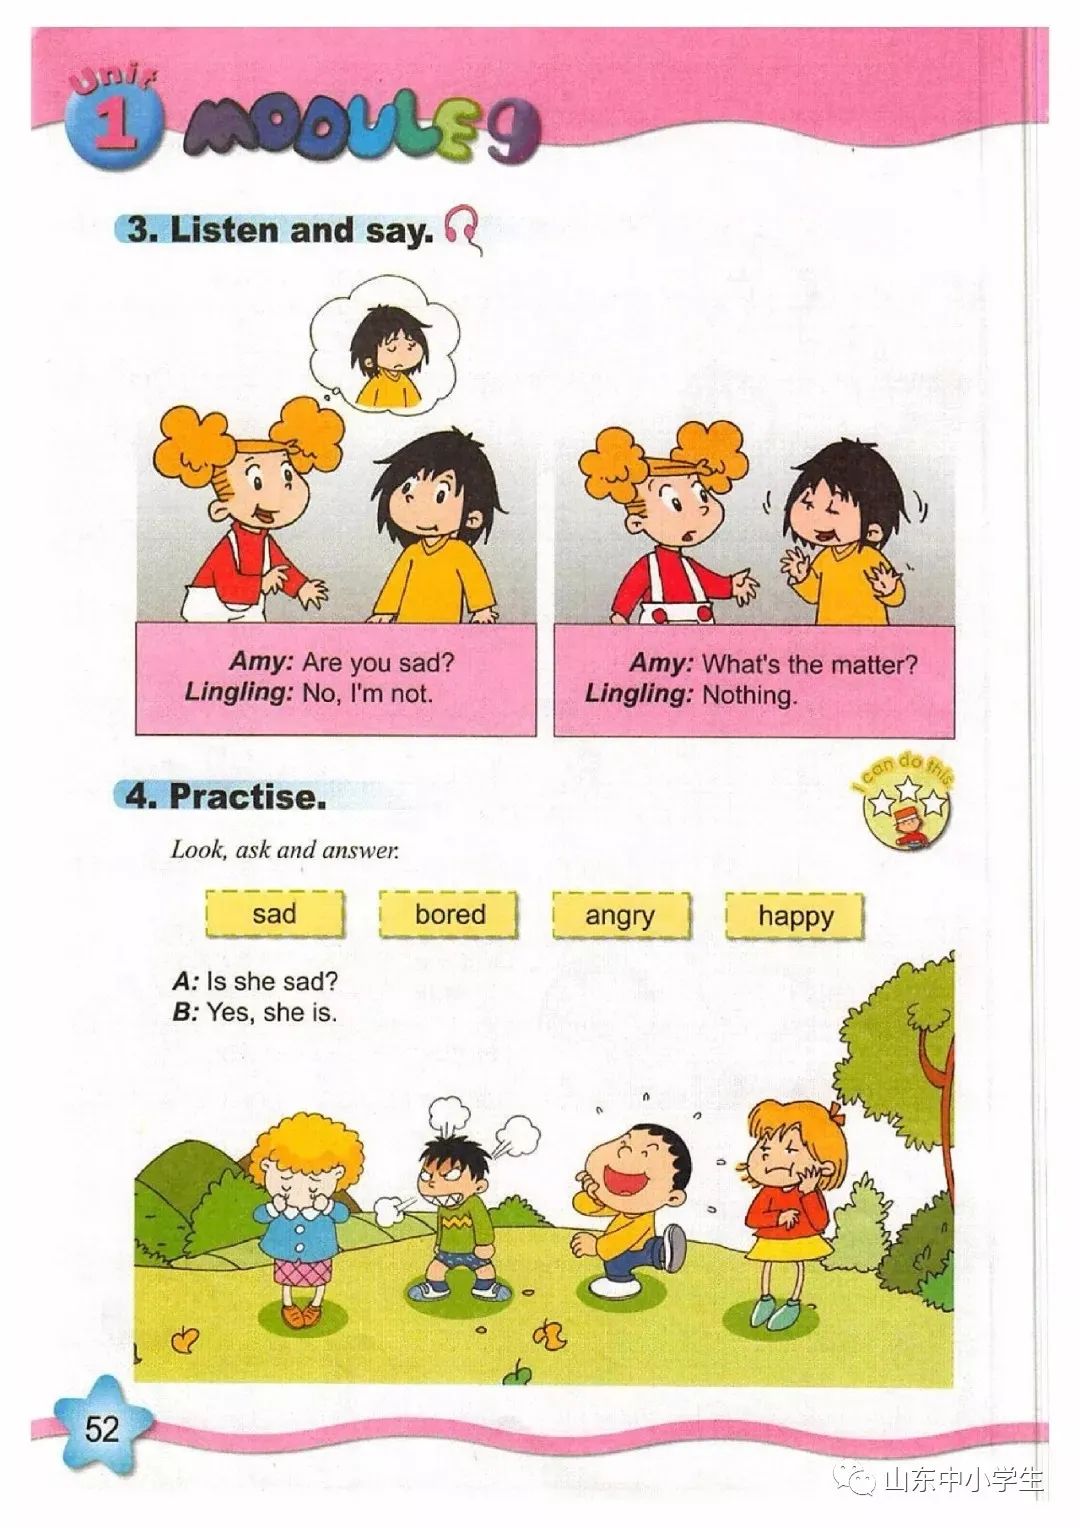 Unit
1
MODULE 9
3. Listen and say.
Amy: Are you sad?
Lingling: No, I'm not.
Amy: What's the matter?
Lingling: Nothing.
I can do this.
4. Practise.
Look, ask and answer.
sad
bored
angry
happy
A: Is she sad?
B: Yes, she is.
52
山东中小学生